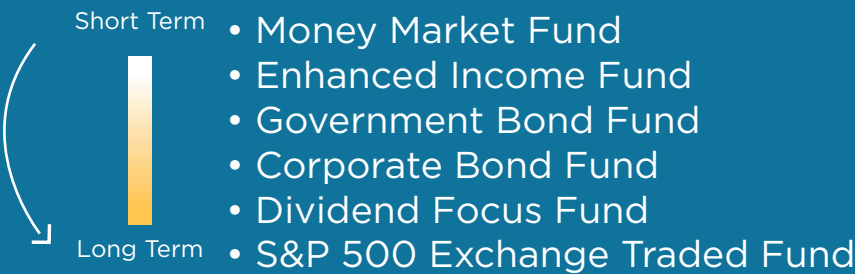 Short Term
• Money Market Fund
• Enhanced Income Fund
• Government Bond Fund
• Corporate Bond Fund
• Dividend Focus Fund
Long Term
• S&P 500 Exchange Traded Fund